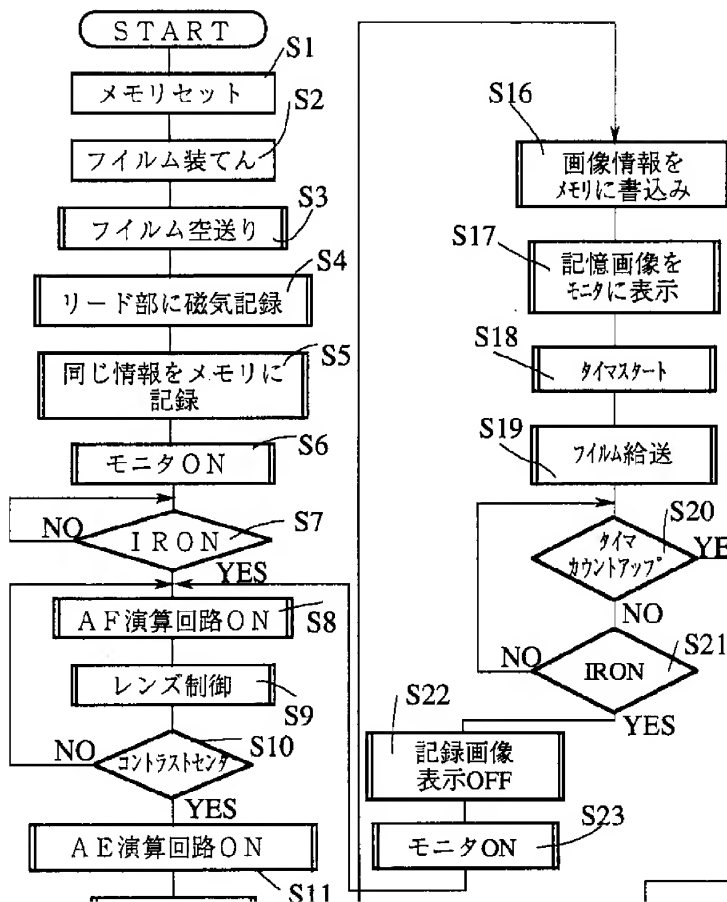 START
S1
メモリセット
S2
フイルム装てん
S3
フイルム空送り
S4
リード部に磁気記録
S5
同じ情報をメモリに
記録
S6
モニタON
S7
NO
IRON
YES
AF演算回路ON
S8
レンズ制御
S9
S10
NO
コントラストセンタ
YES
AE演算回路ON
S11
S16
画像情報を
メモリに書込み
S17
記憶画像を
モニタに表示
S18
タイマスタート
S19
フイルム給送
S20
タイマ
カウントアップ
YE
NO
S21
NO
IRON
YES
S22
記録画像
表示OFF
S23
モニタON